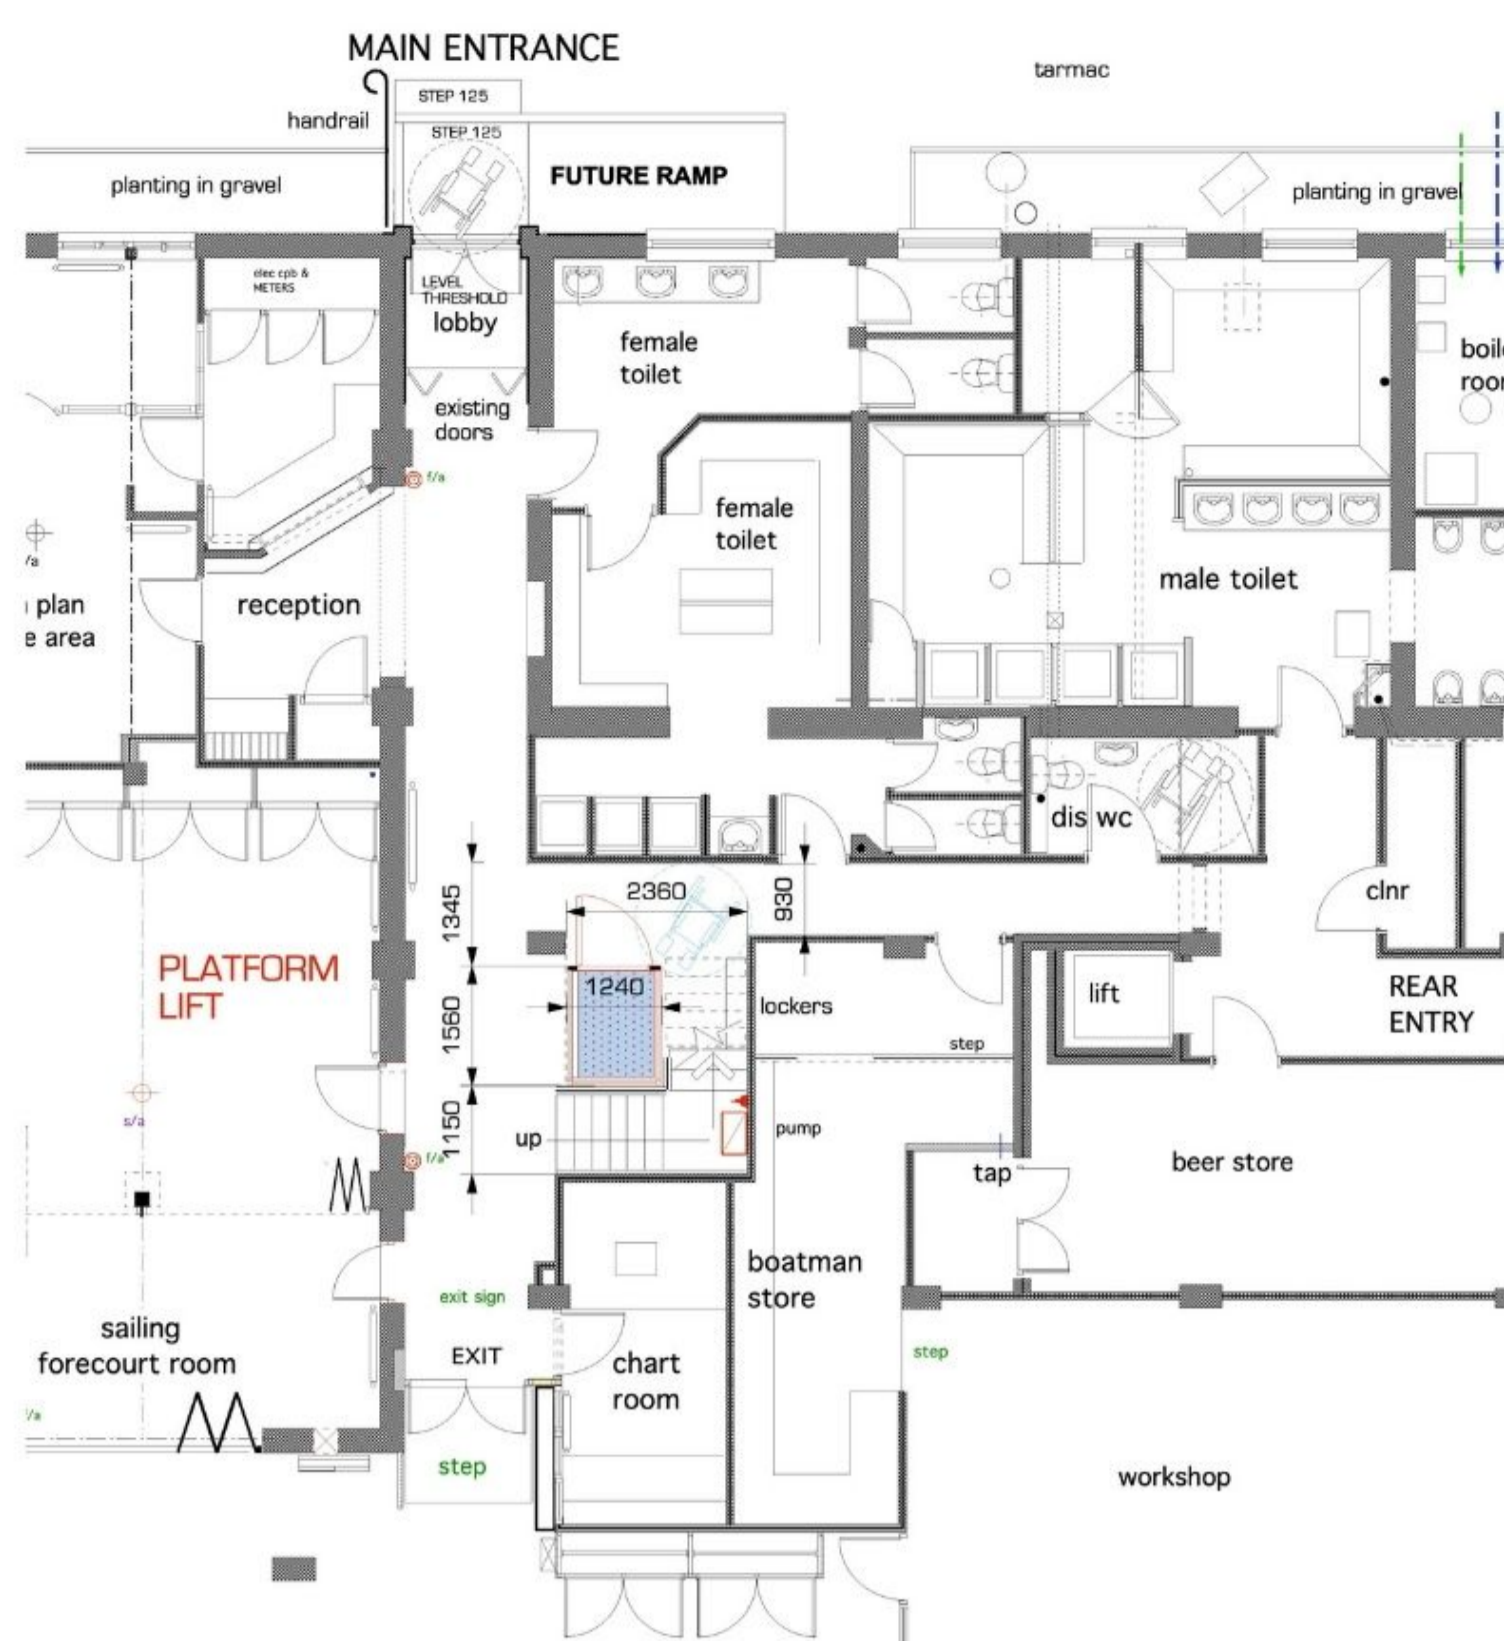 MAIN ENTRANCE
tarmac
STEP 125
handrail
STEP 125
FUTURE RAMP
planting in gravel
planting in gravel
elec cpb &
METERS
LEVEL
THRESHOLD
lobby
female
toilet
boil
roo
existing
doors
f/a
female
toilet
/a
plan
e area
reception
male toilet
dis wc
2360
930
1345
clnr
PLATFORM
LIFT
1240
lockers
lift
REAR
ENTRY
1560
step
s/a
up
1150
f/a
pump
tap
beer store
boatman
store
exit sign
sailing
forecourt room
EXIT
chart
room
step
/a
step
workshop